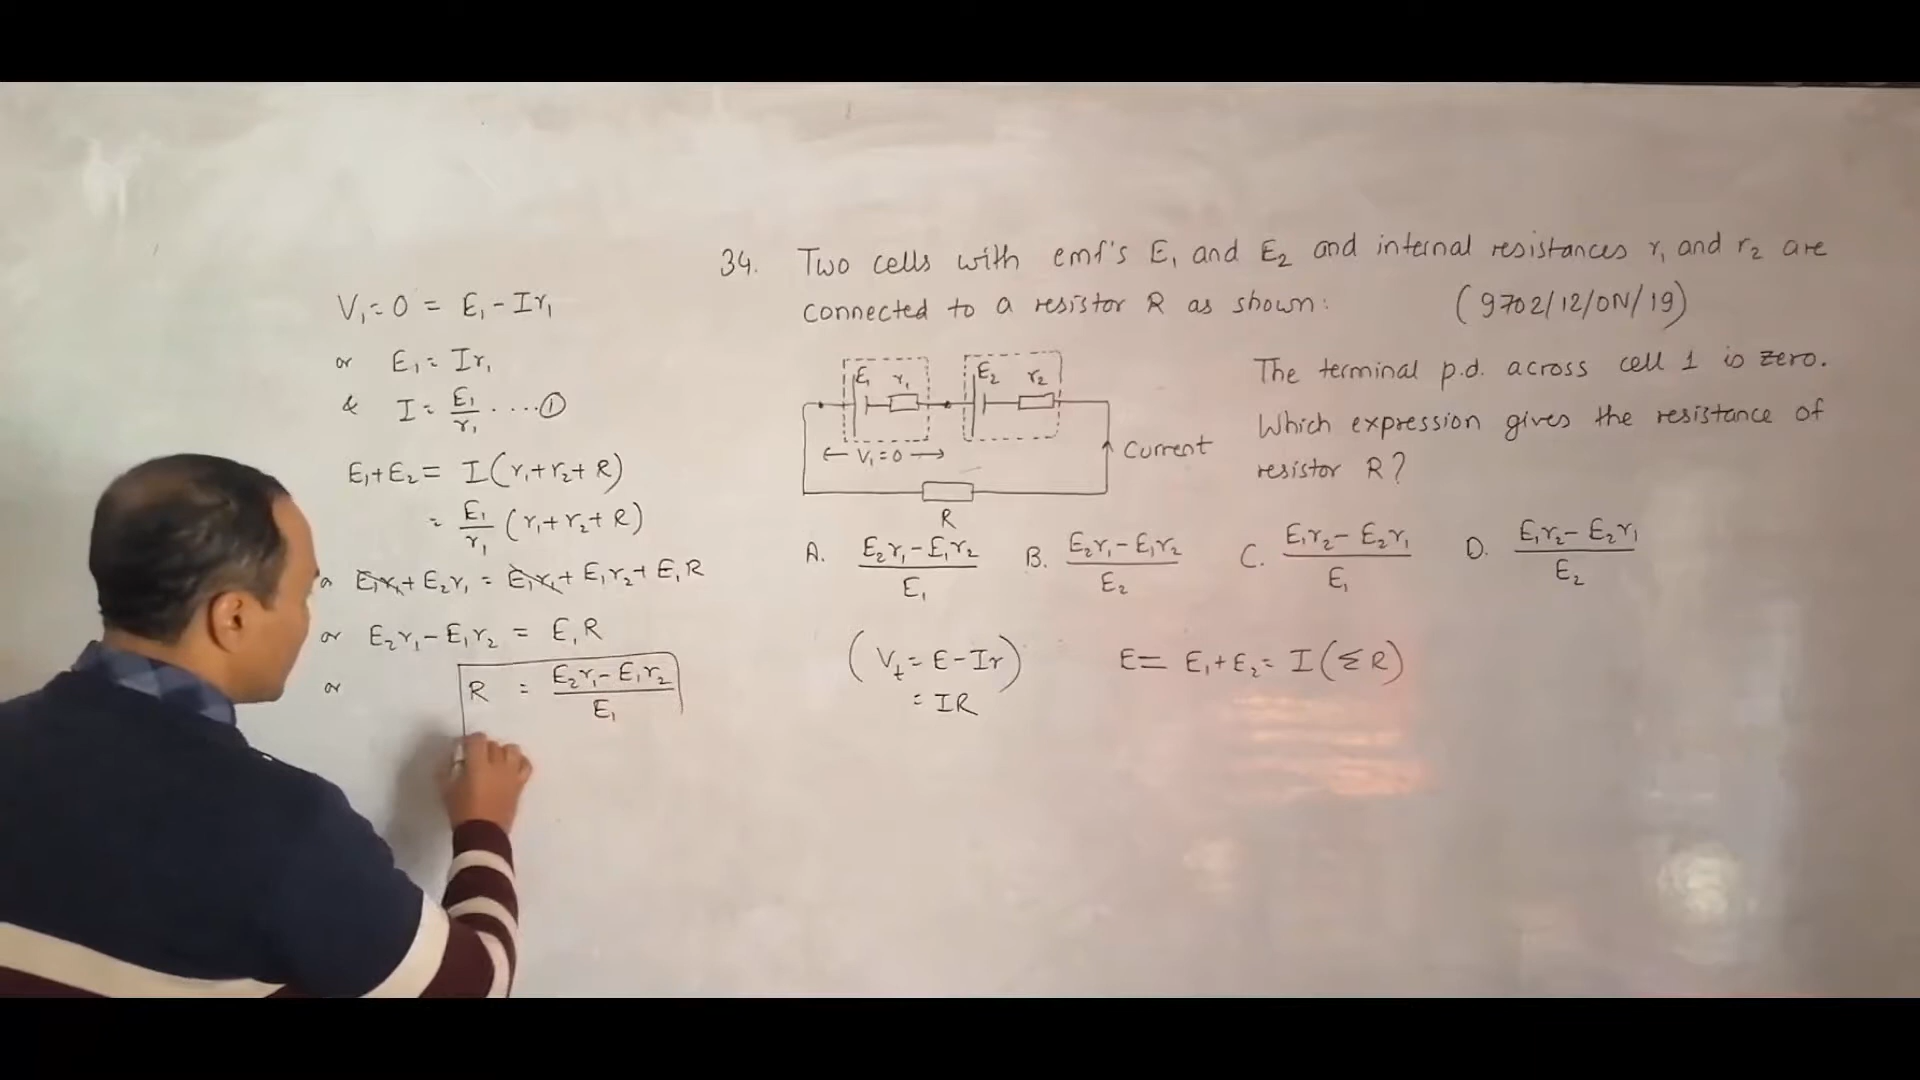 V₁ = 0 = E₁ - Ir₁
or E₁ = Ir₁
& I = E₁/r₁ ....①
E₁+E₂ = I(r₁+r₂+R)
= E₁/r₁ (r₁+r₂+R)
E₁r₁+E₂r₁ = E₁r₁+E₁r₂+E₁R
or E₂r₁-E₁r₂ = E₁R
or R = (E₂r₁-E₁r₂)/E₁
34. Two cells with emf's E₁ and E₂ and internal resistances r₁ and r₂ are
connected to a resistor R as shown: (9702/12/ON/19)
E₁ r₁ E₂ r₂
← V₁=0 →
Current
R
The terminal p.d. across cell 1 is zero.
Which expression gives the resistance of
resistor R?
A. (E₂r₁-E₁r₂)/E₁ B. (E₂r₁-E₁r₂)/E₂ C. (E₁r₂-E₂r₁)/E₁ D. (E₁r₂-E₂r₁)/E₂
(Vₜ = E-Ir) E = E₁+E₂ = I(ΣR)
= IR